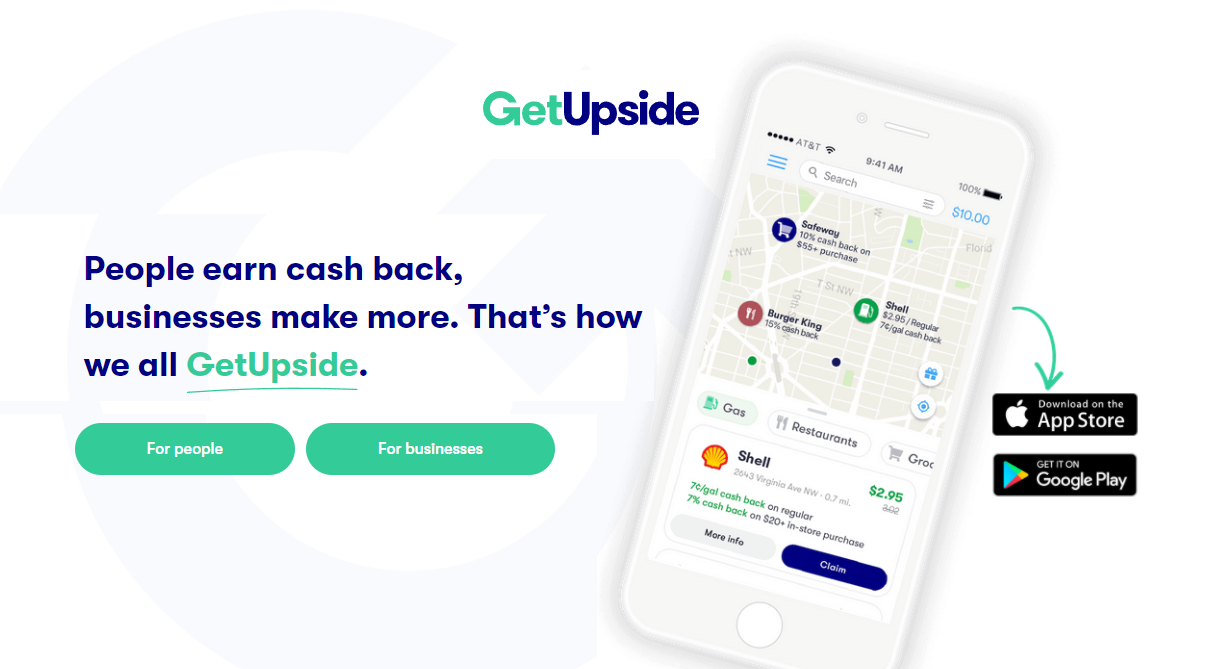 GetUpside
People earn cash back,
businesses make more. That's how
we all GetUpside.
For people
For businesses
AT&T
9:41 AM
100%
Search
$10.00
Safeway
10% cash back on
$55+ purchase
Florid
T St NW
19th
Shell
$2.95 / Regular
7¢/gal cash back
Burger King
15% cash back
Gas
Restaurants
Groc
Shell
2643 Virginia Ave NW · 0.7 mi.
$2.95
3.02
7¢/gal cash back on regular
7% cash back on $20+ in-store purchase
More info
Claim
Download on the
App Store
GET IT ON
Google Play